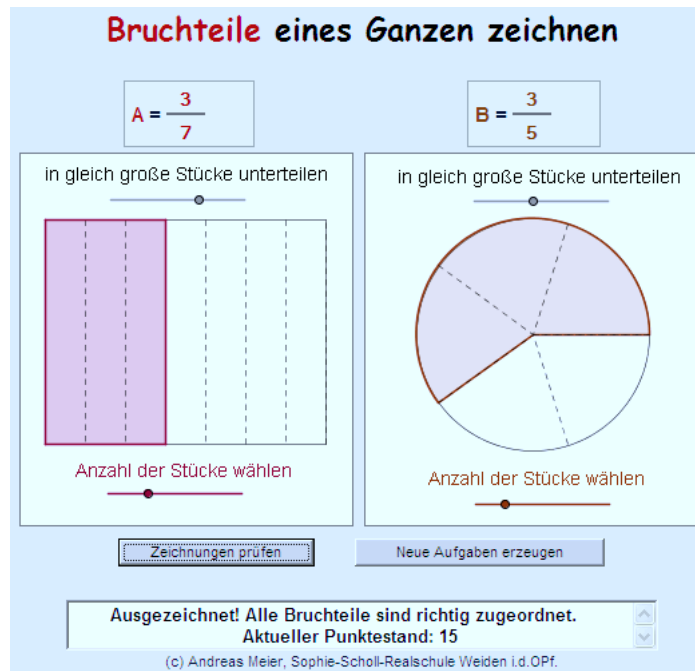 Bruchteile eines Ganzen zeichnen
A = 3/7
B = 3/5
in gleich große Stücke unterteilen
in gleich große Stücke unterteilen
Anzahl der Stücke wählen
Anzahl der Stücke wählen
Zeichnungen prüfen
Neue Aufgaben erzeugen
Ausgezeichnet! Alle Bruchteile sind richtig zugeordnet.
Aktueller Punktestand: 15
(c) Andreas Meier, Sophie-Scholl-Realschule Weiden i.d.OPf.